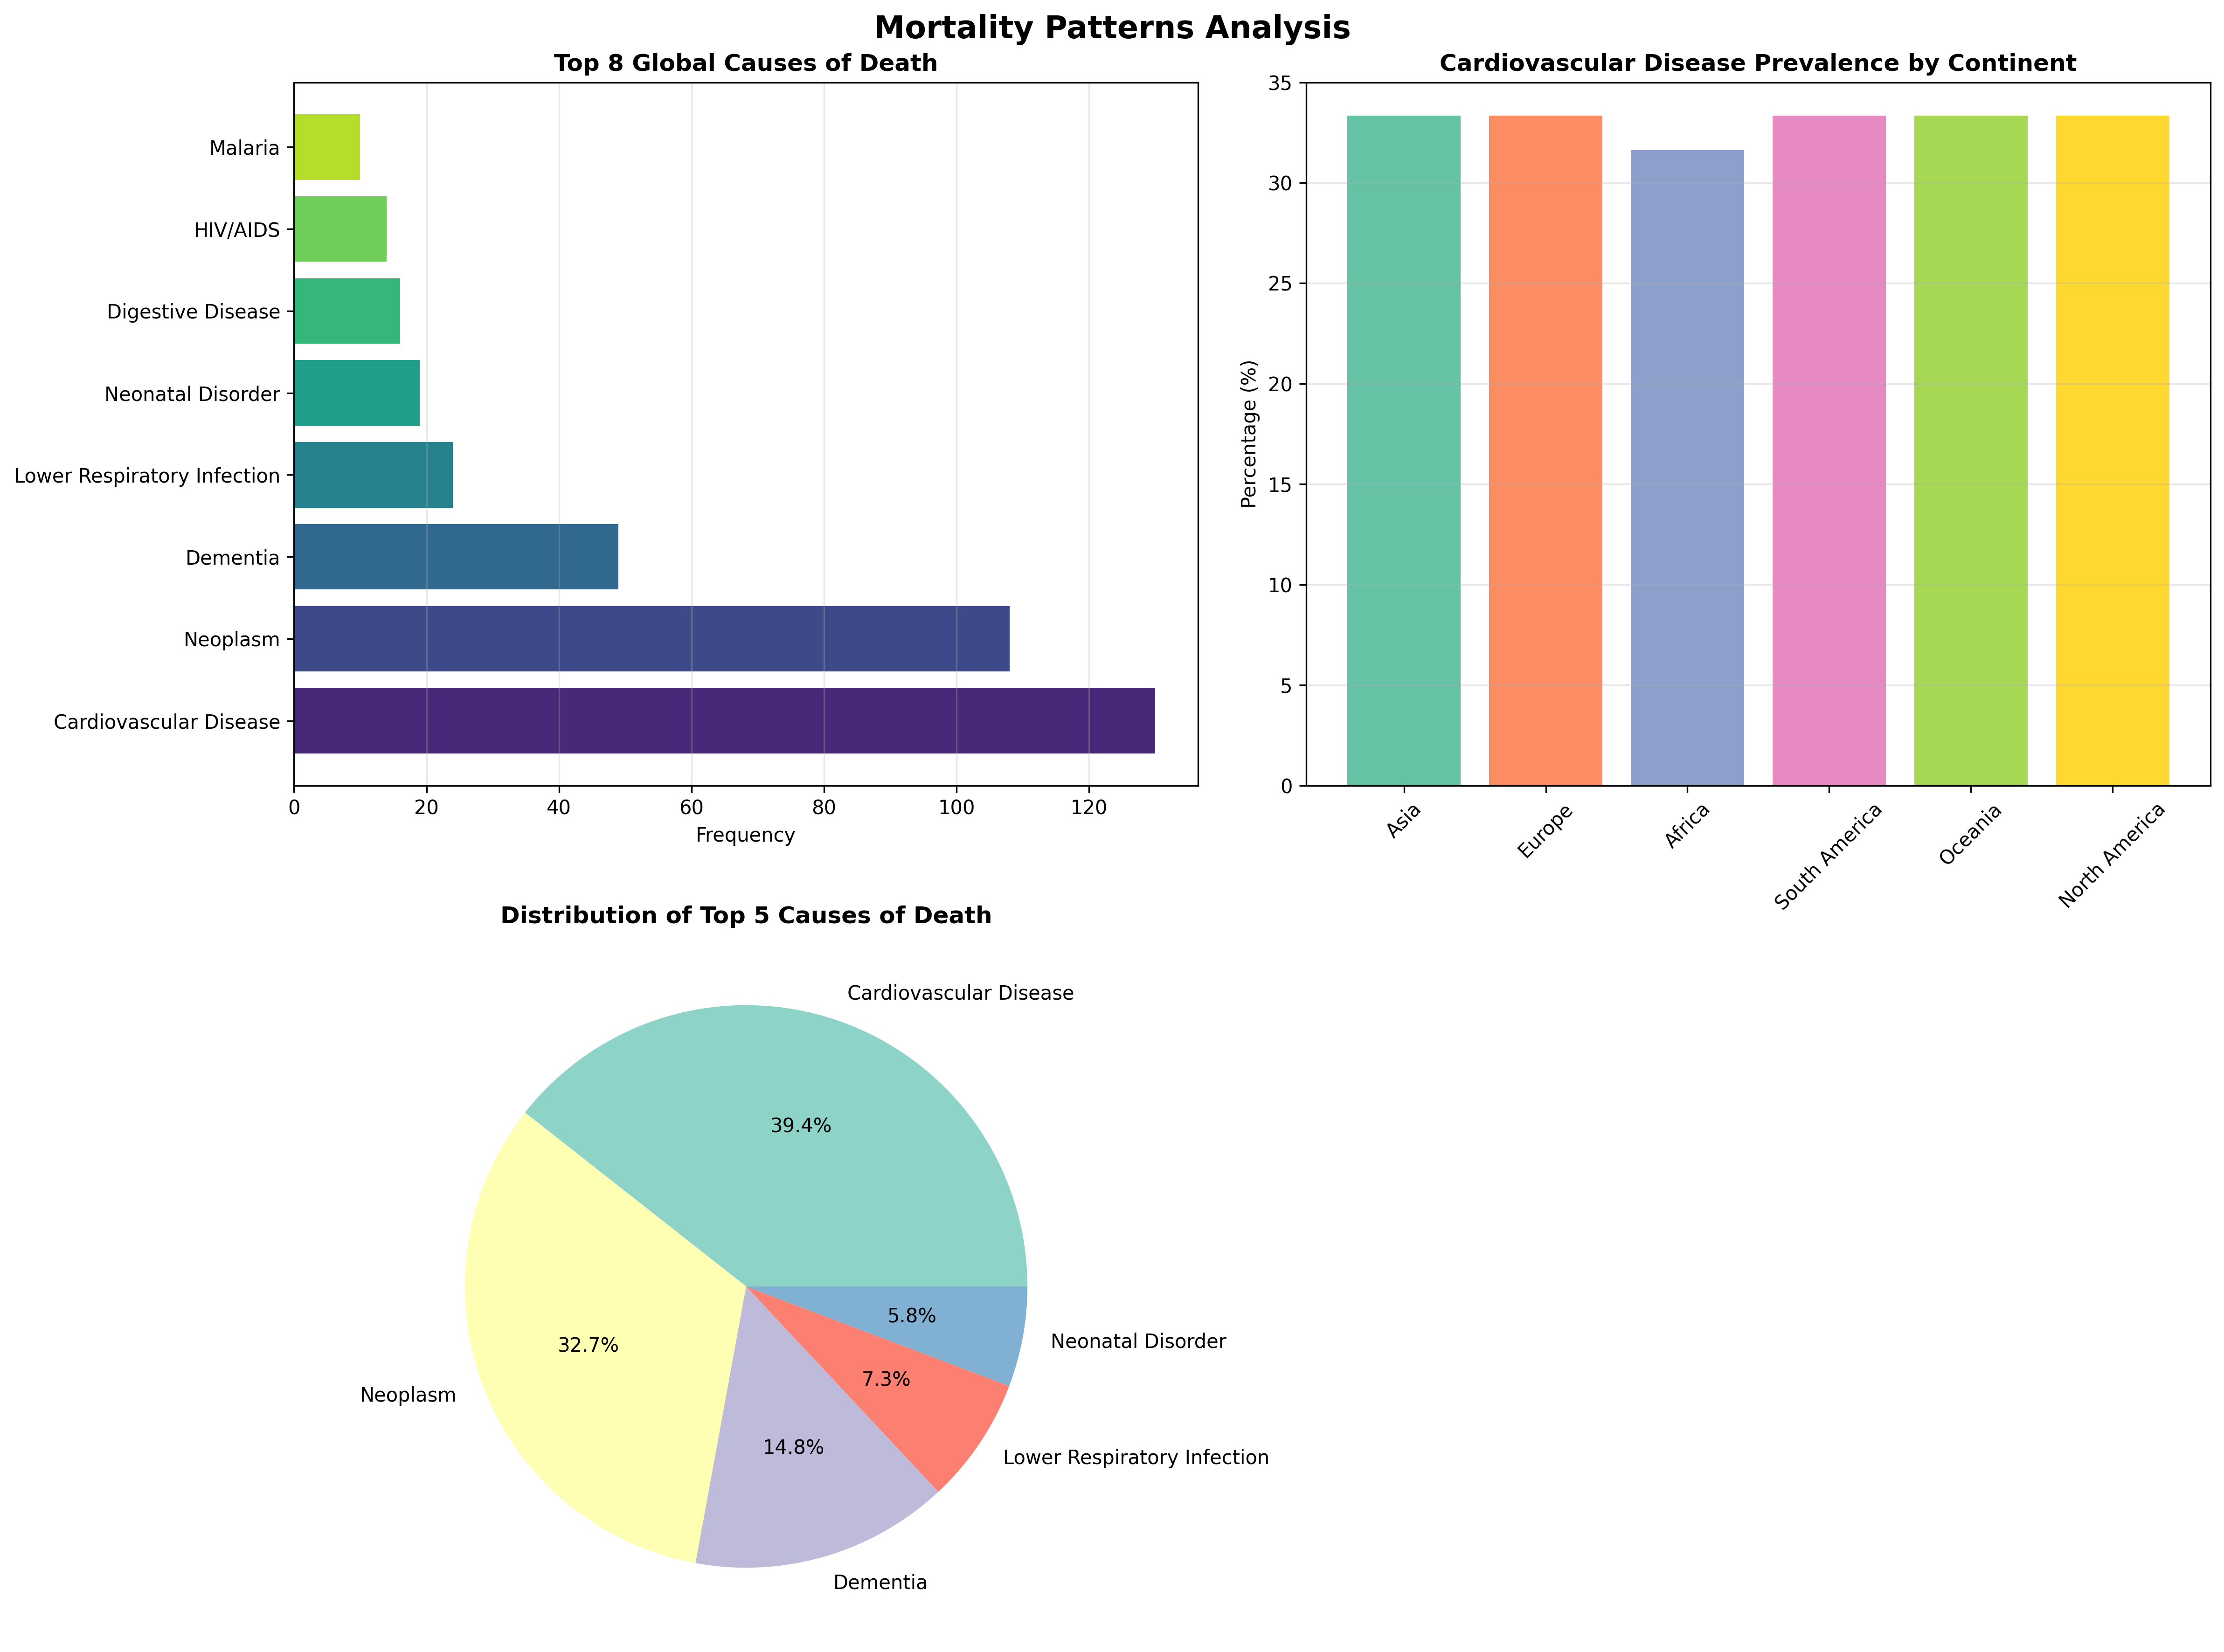 Mortality Patterns Analysis
Top 8 Global Causes of Death
Malaria
HIV/AIDS
Digestive Disease
Neonatal Disorder
Lower Respiratory Infection
Dementia
Neoplasm
Cardiovascular Disease
0 20 40 60 80 100 120
Frequency
Cardiovascular Disease Prevalence by Continent
Percentage (%)
35
30
25
20
15
10
5
0
Asia Europe Africa South America Oceania North America
Distribution of Top 5 Causes of Death
Cardiovascular Disease
39.4%
Neoplasm
32.7%
Dementia
14.8%
Lower Respiratory Infection
7.3%
Neonatal Disorder
5.8%